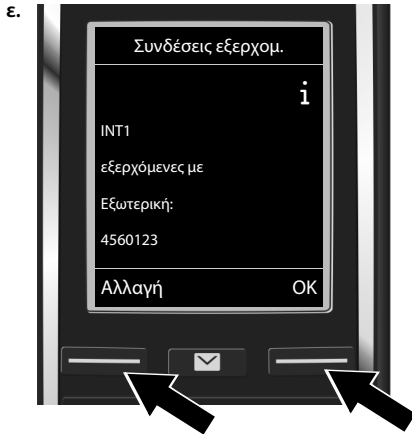 ε.
Συνδέσεις εξερχομ.
i
INT1
εξερχόμενες με
Εξωτερική:
4560123
Αλλαγή OK